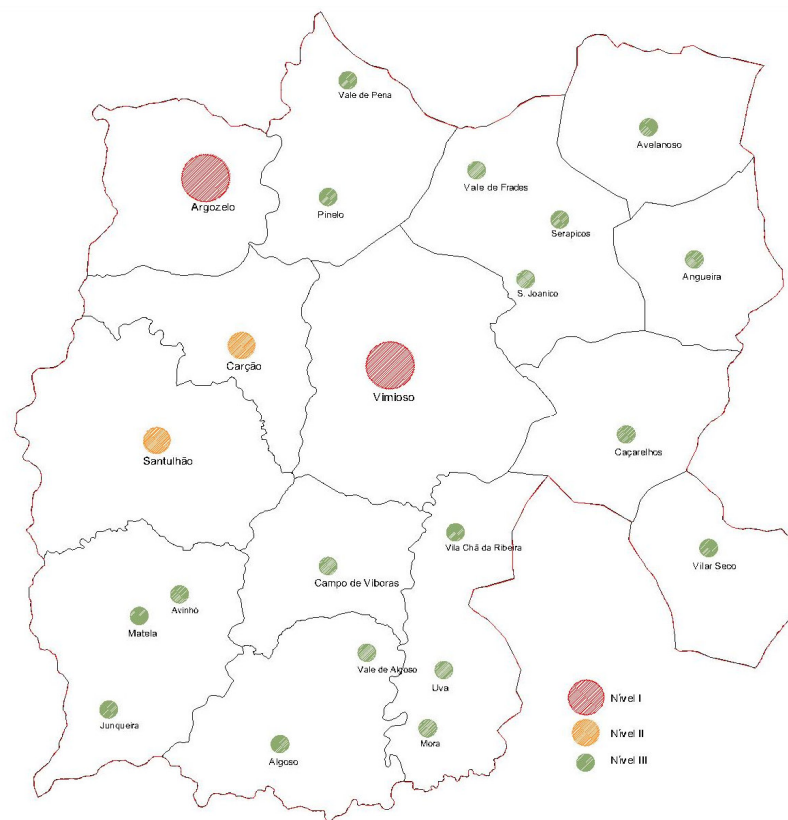 Vale de Pena
Avelanoso
Vale de Frades
Argozelo
Pinelo
Serapicos
Angueira
S. Joanico
Carção
Vimioso
Caçarelhos
Santulhão
Vila Chã da Ribeira
Vilar Seco
Campo de Víboras
Avinhó
Matela
Vale de Algoso
Uva
Nível I
Junqueira
Mora
Nível II
Algoso
Nível III